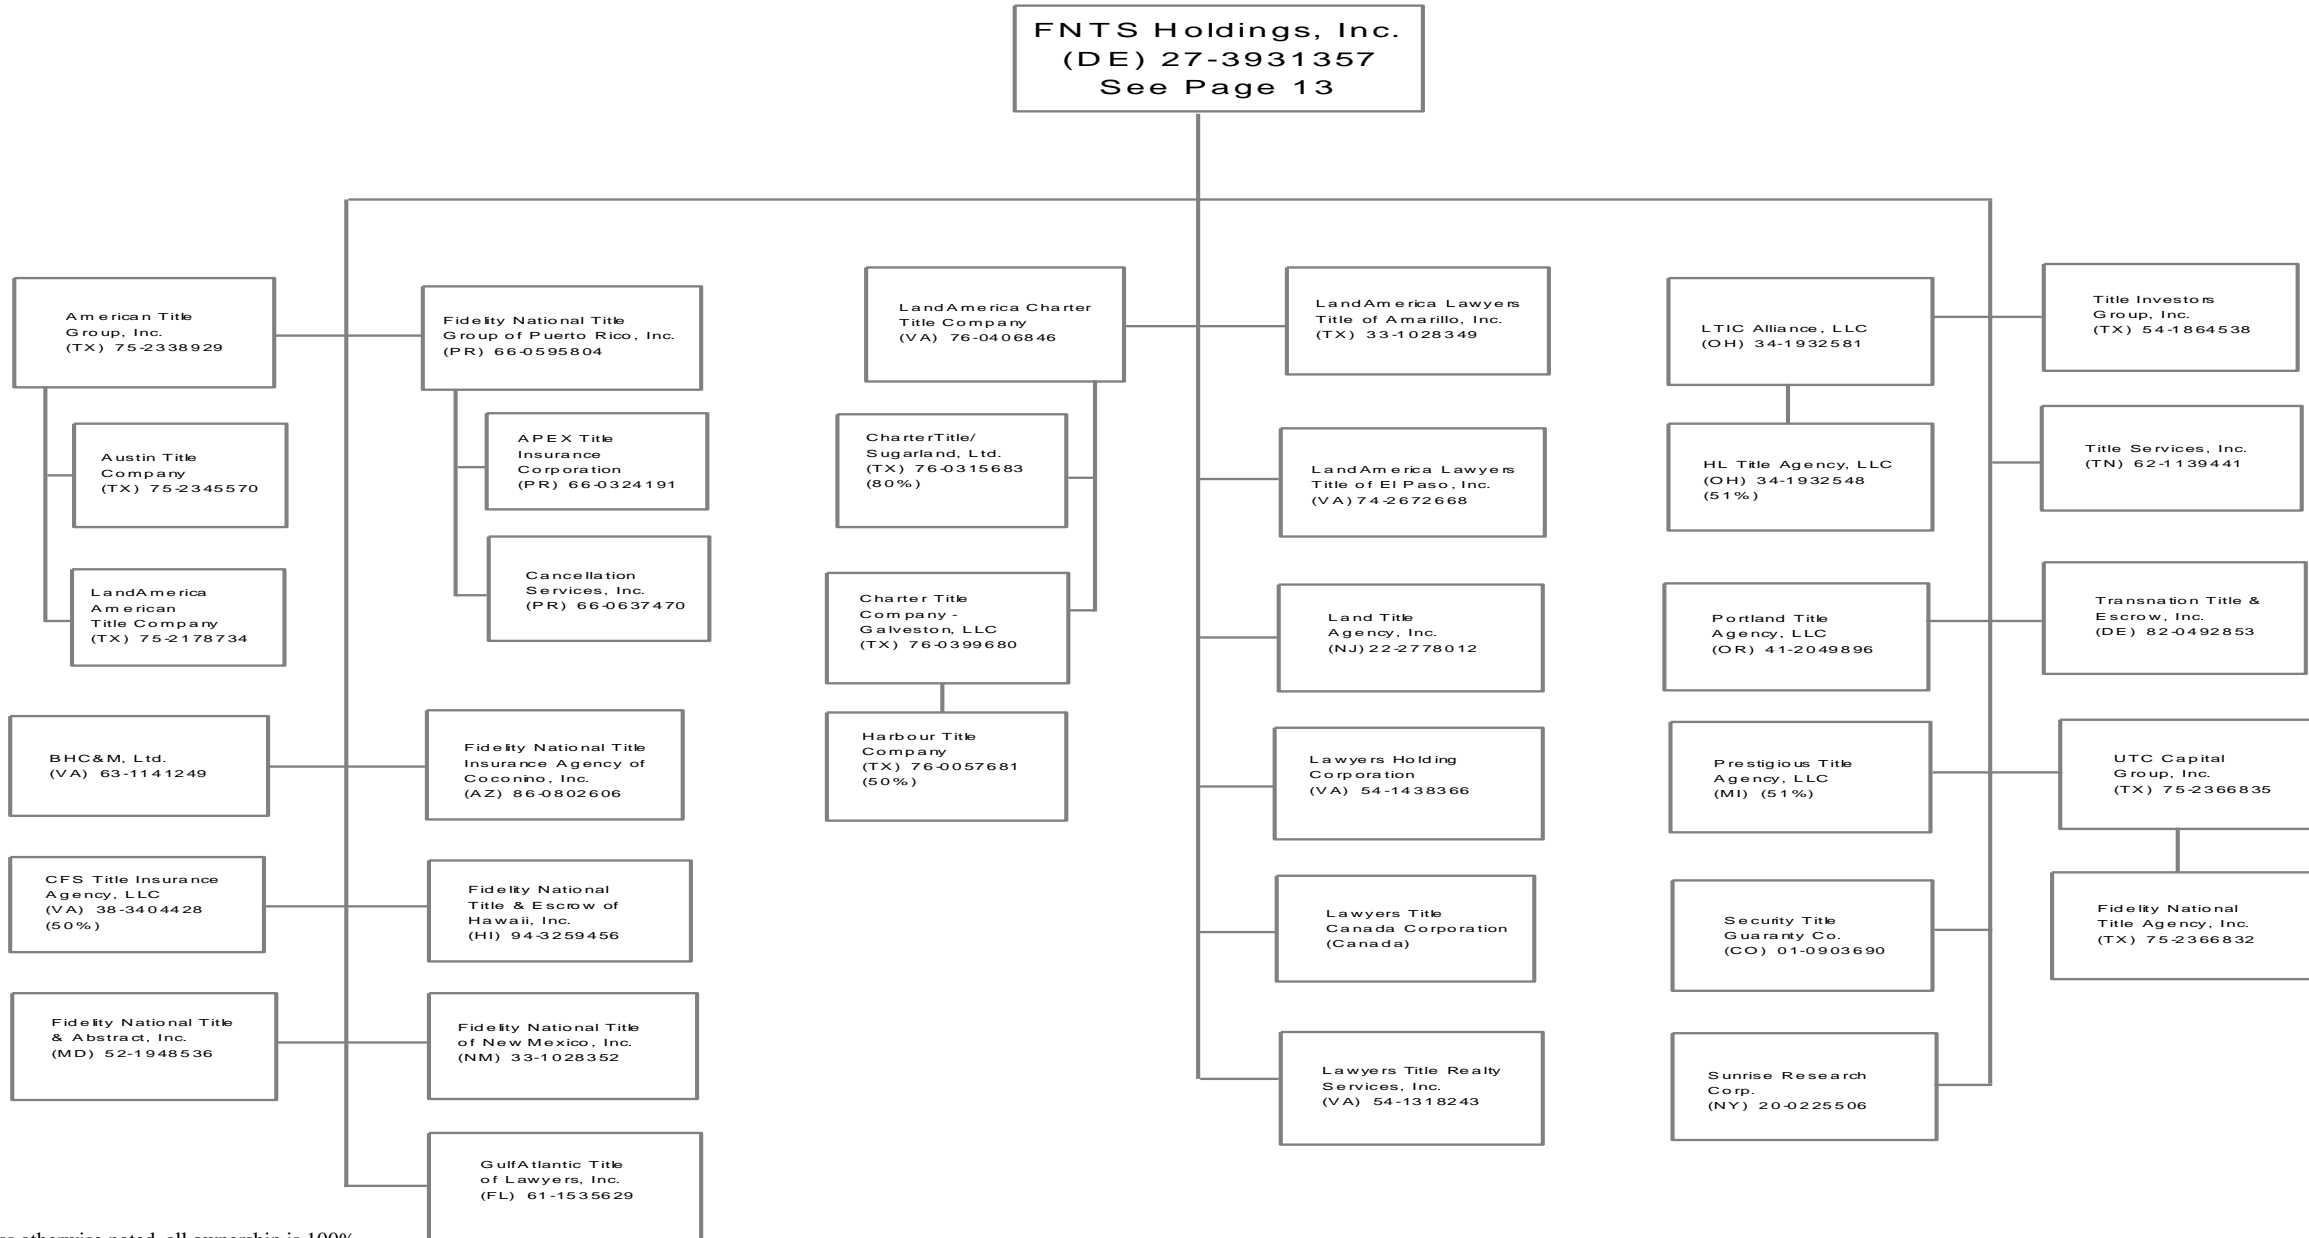 FNTS Holdings, Inc.
(DE) 27-3931357
See Page 13
American Title
Group, Inc.
(TX) 75-2338929
Austin Title
Company
(TX) 75-2345570
LandAmerica
American
Title Company
(TX) 75-2178734
BHC&M, Ltd.
(VA) 63-1141249
CFS Title Insurance
Agency, LLC
(VA) 38-3404428
(50%)
Fidelity National Title
& Abstract, Inc.
(MD) 52-1948536
Fidelity National Title
Group of Puerto Rico, Inc.
(PR) 66-0595804
APEX Title
Insurance
Corporation
(PR) 66-0324191
Cancellation
Services, Inc.
(PR) 66-0637470
Fidelity National Title
Insurance Agency of
Coconino, Inc.
(AZ) 86-0802606
Fidelity National
Title & Escrow of
Hawaii, Inc.
(HI) 94-3259456
Fidelity National Title
of New Mexico, Inc.
(NM) 33-1028352
GulfAtlantic Title
of Lawyers, Inc.
(FL) 61-1535629
LandAmerica Charter
Title Company
(VA) 76-0406846
CharterTitle/
Sugarland, Ltd.
(TX) 76-0315683
(80%)
Charter Title
Company -
Galveston, LLC
(TX) 76-0399680
Harbour Title
Company
(TX) 76-0057681
(50%)
LandAmerica Lawyers
Title of Amarillo, Inc.
(TX) 33-1028349
LandAmerica Lawyers
Title of El Paso, Inc.
(VA) 74-2672668
Land Title
Agency, Inc.
(NJ) 22-2778012
Lawyers Holding
Corporation
(VA) 54-1438366
Lawyers Title
Canada Corporation
(Canada)
Lawyers Title Realty
Services, Inc.
(VA) 54-1318243
LTIC Alliance, LLC
(OH) 34-1932581
HL Title Agency, LLC
(OH) 34-1932548
(51%)
Portland Title
Agency, LLC
(OR) 41-2049896
Prestigious Title
Agency, LLC
(MI) (51%)
Security Title
Guaranty Co.
(CO) 01-0903690
Sunrise Research
Corp.
(NY) 20-0225506
Title Investors
Group, Inc.
(TX) 54-1864538
Title Services, Inc.
(TN) 62-1139441
Transnation Title &
Escrow, Inc.
(DE) 82-0492853
UTC Capital
Group, Inc.
(TX) 75-2366835
Fidelity National
Title Agency, Inc.
(TX) 75-2366832
otherwise noted, all ownership is 100%